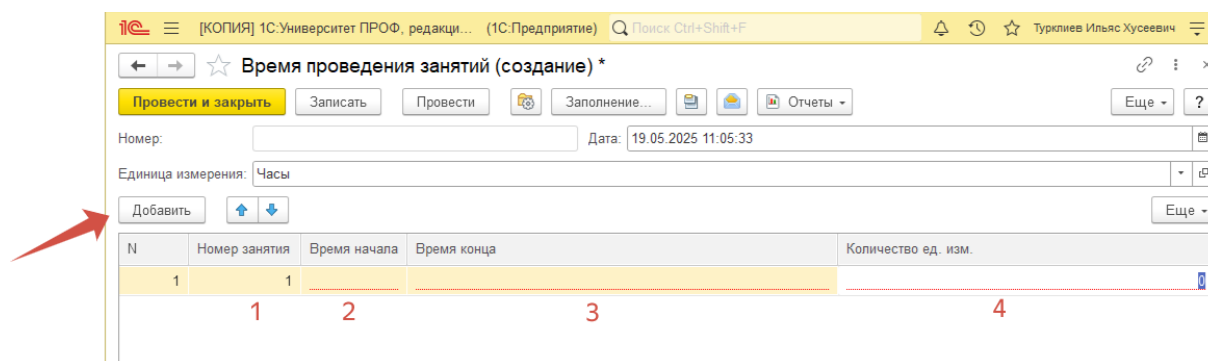 1С [КОПИЯ] 1С:Университет ПРОФ, редакци... (1С:Предприятие) Поиск Ctrl+Shift+F Туркпиев Ильяс Хусеевич
Время проведения занятий (создание) *
Провести и закрыть Записать Провести Заполнение... Отчеты Еще ?
Номер: Дата: 19.05.2025 11:05:33
Единица измерения: Часы
Добавить Еще
N Номер занятия Время начала Время конца Количество ед. изм.
1 1 0
1 2 3 4